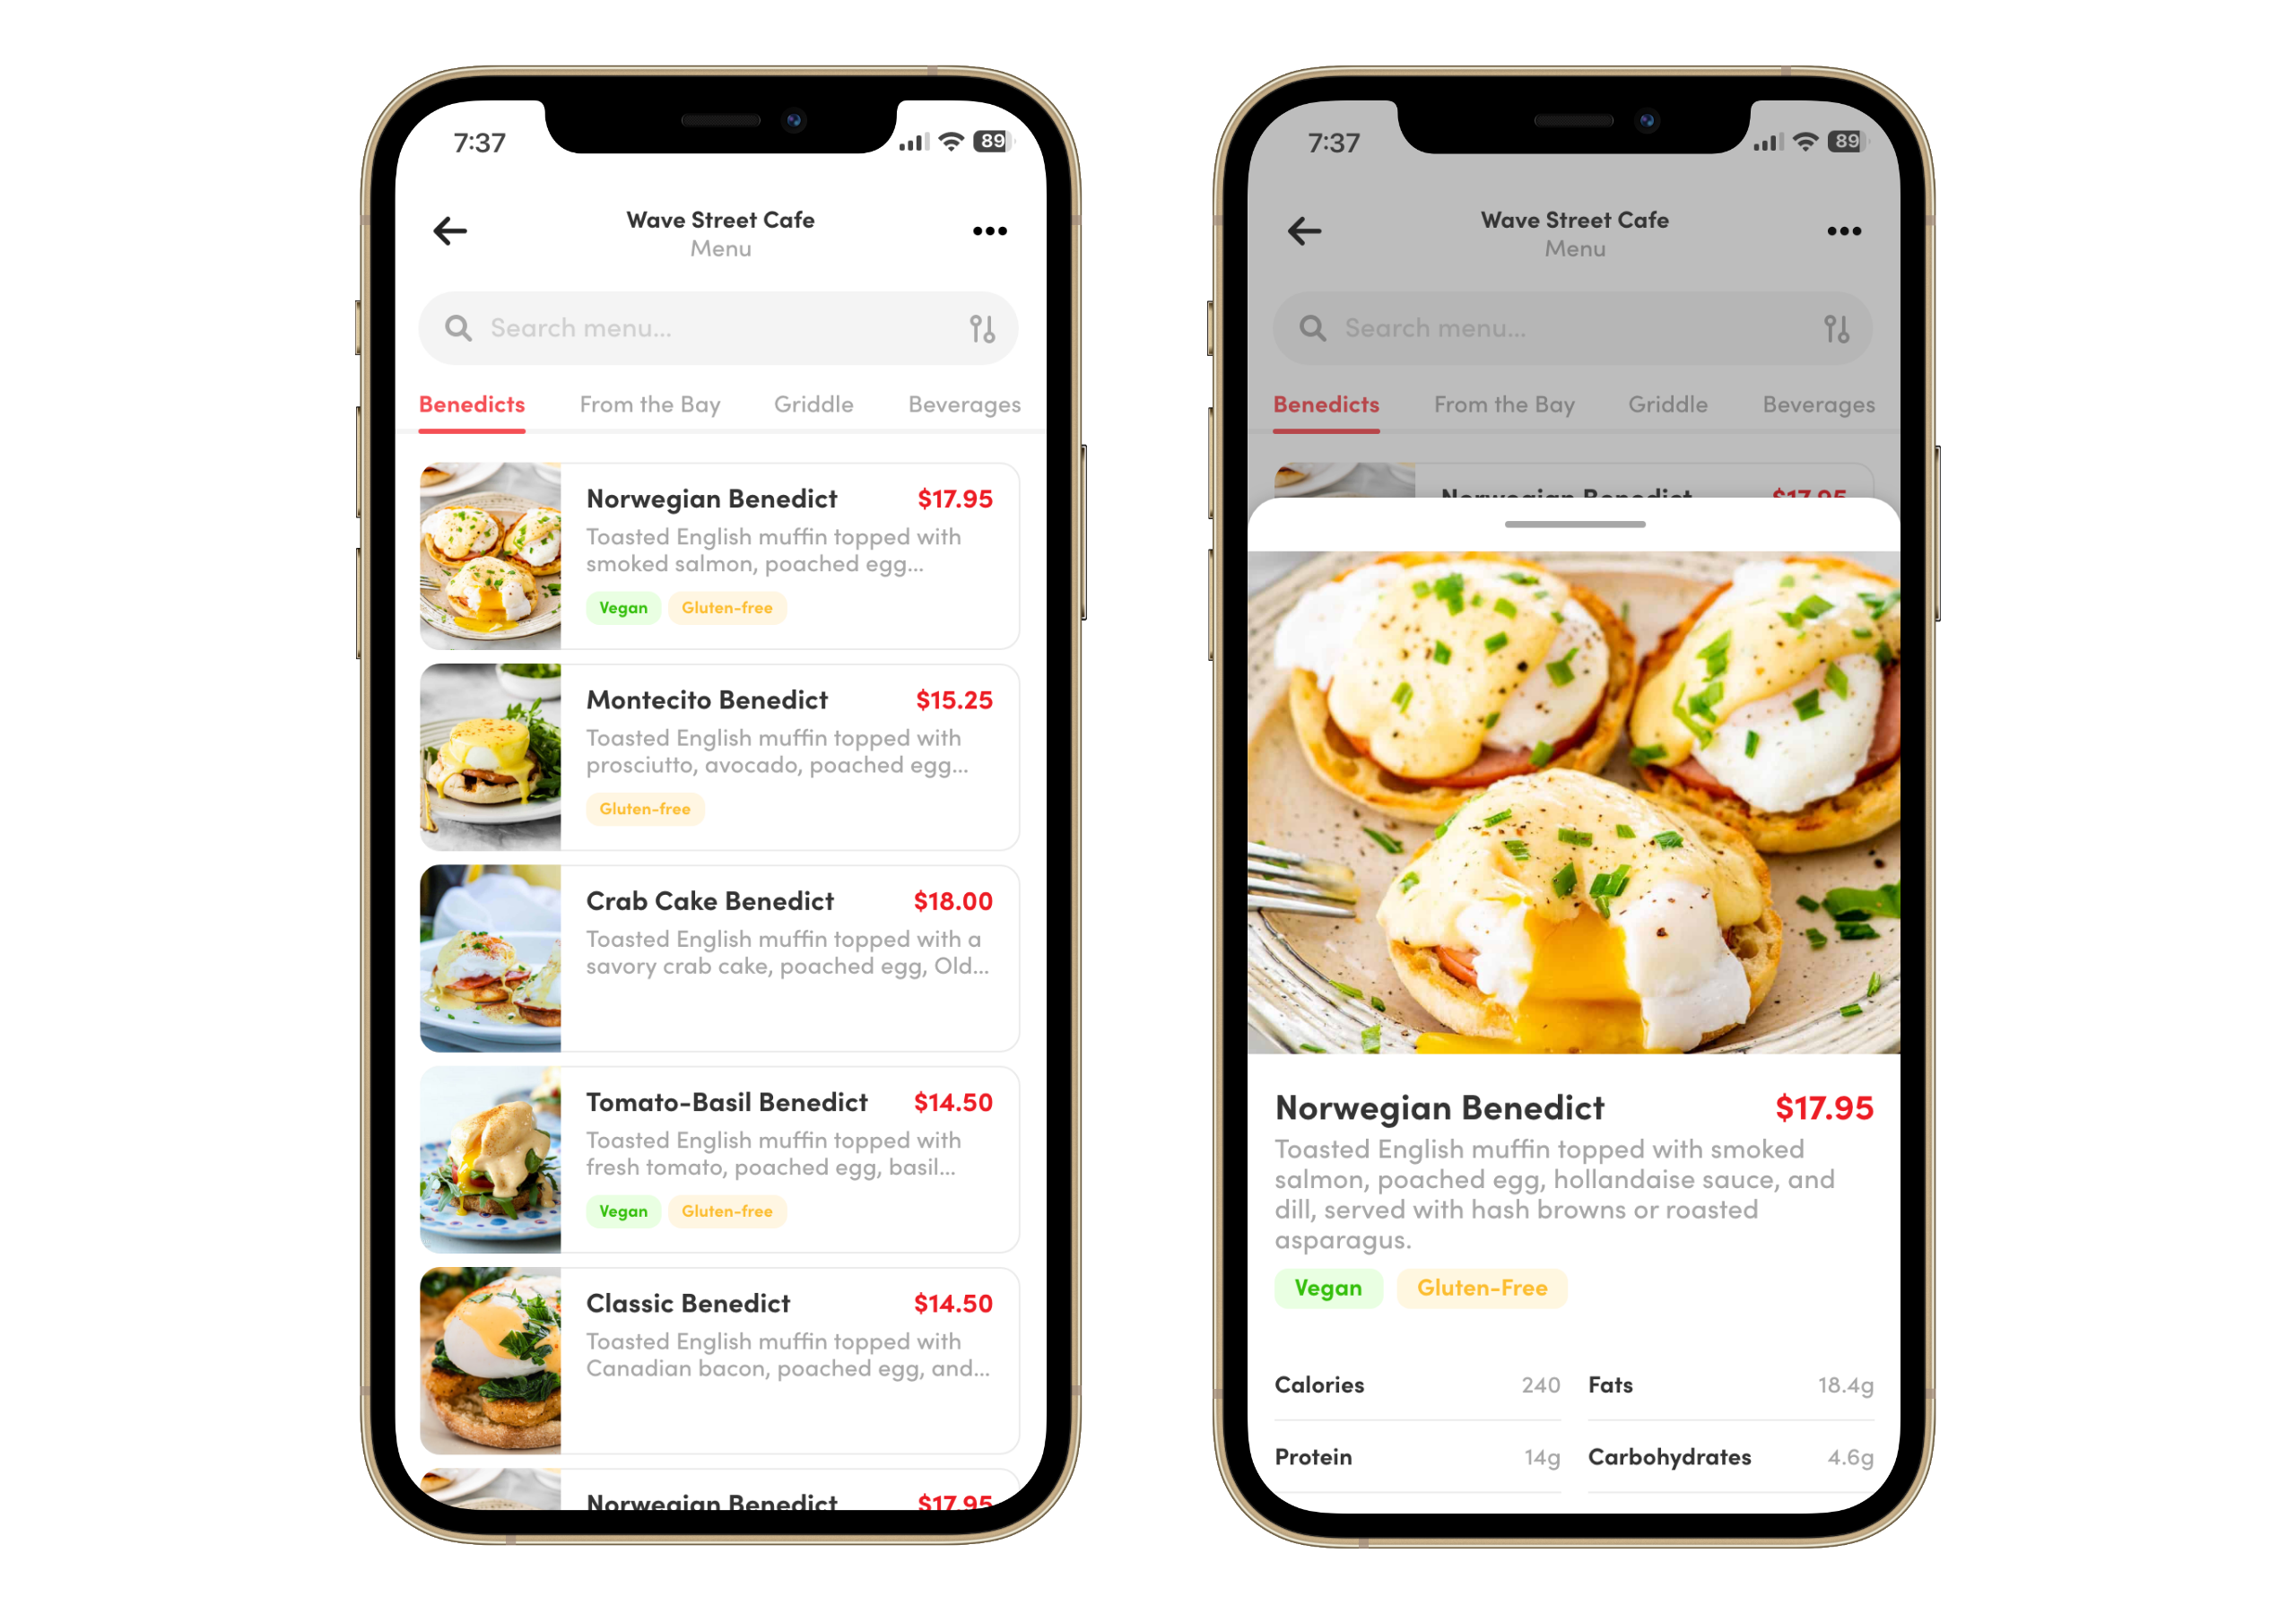 7:37
89
Wave Street Cafe
Menu
Search menu...
Benedicts From the Bay Griddle Beverages
Norwegian Benedict $17.95
Toasted English muffin topped with
smoked salmon, poached egg...
Vegan Gluten-free
Montecito Benedict $15.25
Toasted English muffin topped with
prosciutto, avocado, poached egg...
Gluten-free
Crab Cake Benedict $18.00
Toasted English muffin topped with a
savory crab cake, poached egg, Old...
Tomato-Basil Benedict $14.50
Toasted English muffin topped with
fresh tomato, poached egg, basil...
Vegan Gluten-free
Classic Benedict $14.50
Toasted English muffin topped with
Canadian bacon, poached egg, and...
Norwegian Benedict $17.95
7:37
89
Wave Street Cafe
Menu
Search menu...
Benedicts From the Bay Griddle Beverages
Norwegian Benedict $17.95
Norwegian Benedict $17.95
Toasted English muffin topped with smoked
salmon, poached egg, hollandaise sauce, and
dill, served with hash browns or roasted
asparagus.
Vegan Gluten-Free
Calories 240 Fats 18.4g
Protein 14g Carbohydrates 4.6g